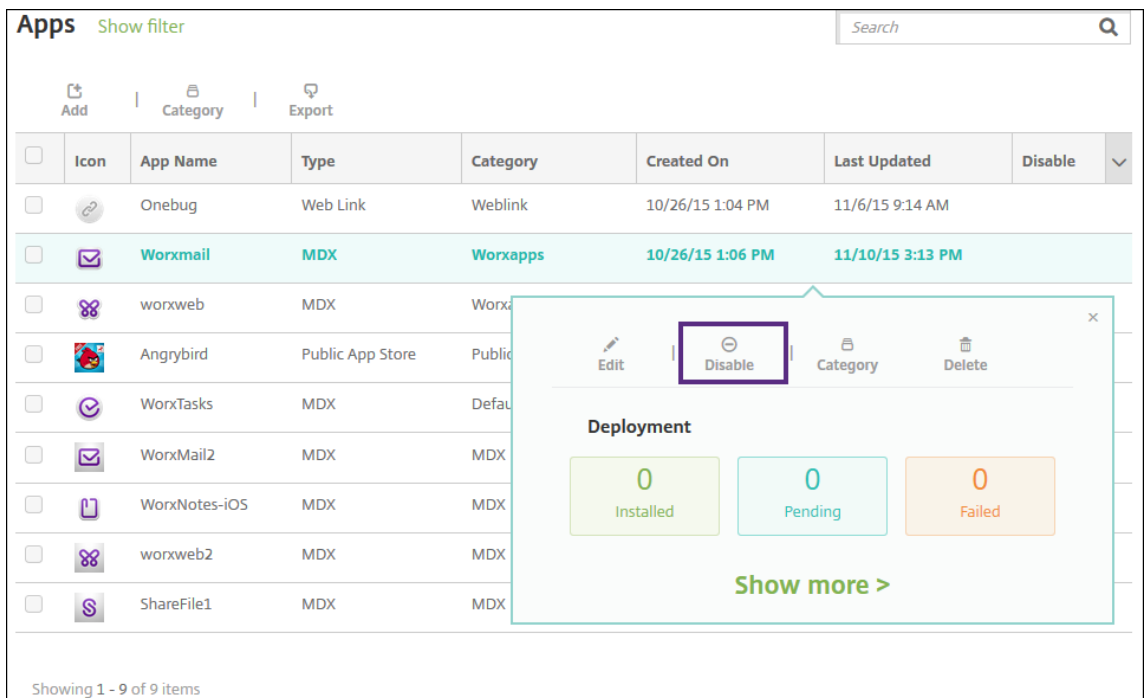 Apps Show filter Search
Add | Category | Export
Icon App Name Type Category Created On Last Updated Disable
Onebug Web Link Weblink 10/26/15 1:04 PM 11/6/15 9:14 AM
Worxmail MDX Worxapps 10/26/15 1:06 PM 11/10/15 3:13 PM
worxweb MDX
Angrybird Public App Store Public
Edit | Disable | Category Delete
WorxTasks MDX Defau
Deployment
WorxMail2 MDX MDX
0 0 0
WorxNotes-iOS MDX MDX
Installed Pending Failed
worxweb2 MDX MDX
Show more >
ShareFile1 MDX MDX
Showing 1 - 9 of 9 items